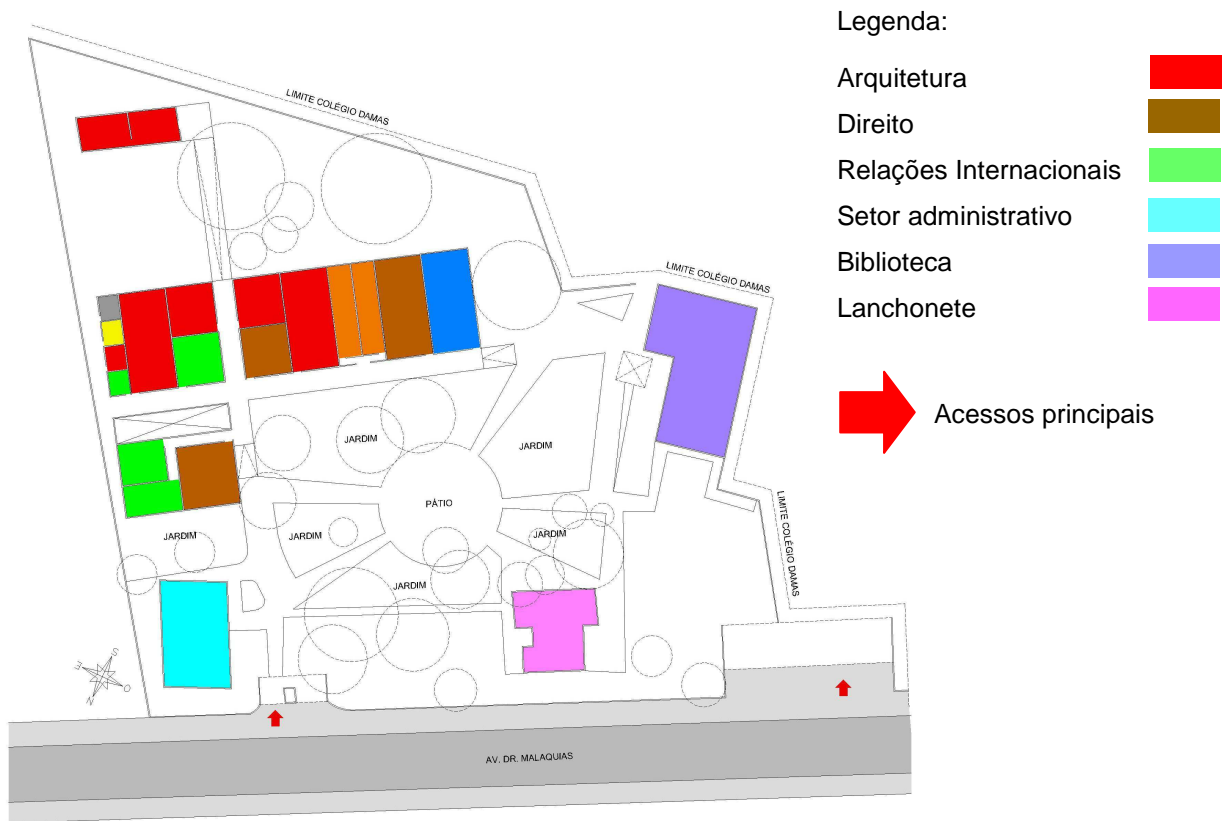 Legenda:
Arquitetura
Direito
Relações Internacionais
Setor administrativo
Biblioteca
Lanchonete
Acessos principais
LIMITE COLÉGIO DAMAS
LIMITE COLÉGIO DAMAS
LIMITE COLÉGIO DAMAS
JARDIM
JARDIM
PÁTIO
JARDIM
JARDIM
JARDIM
JARDIM
S
E
O
N
AV. DR. MALAQUIAS